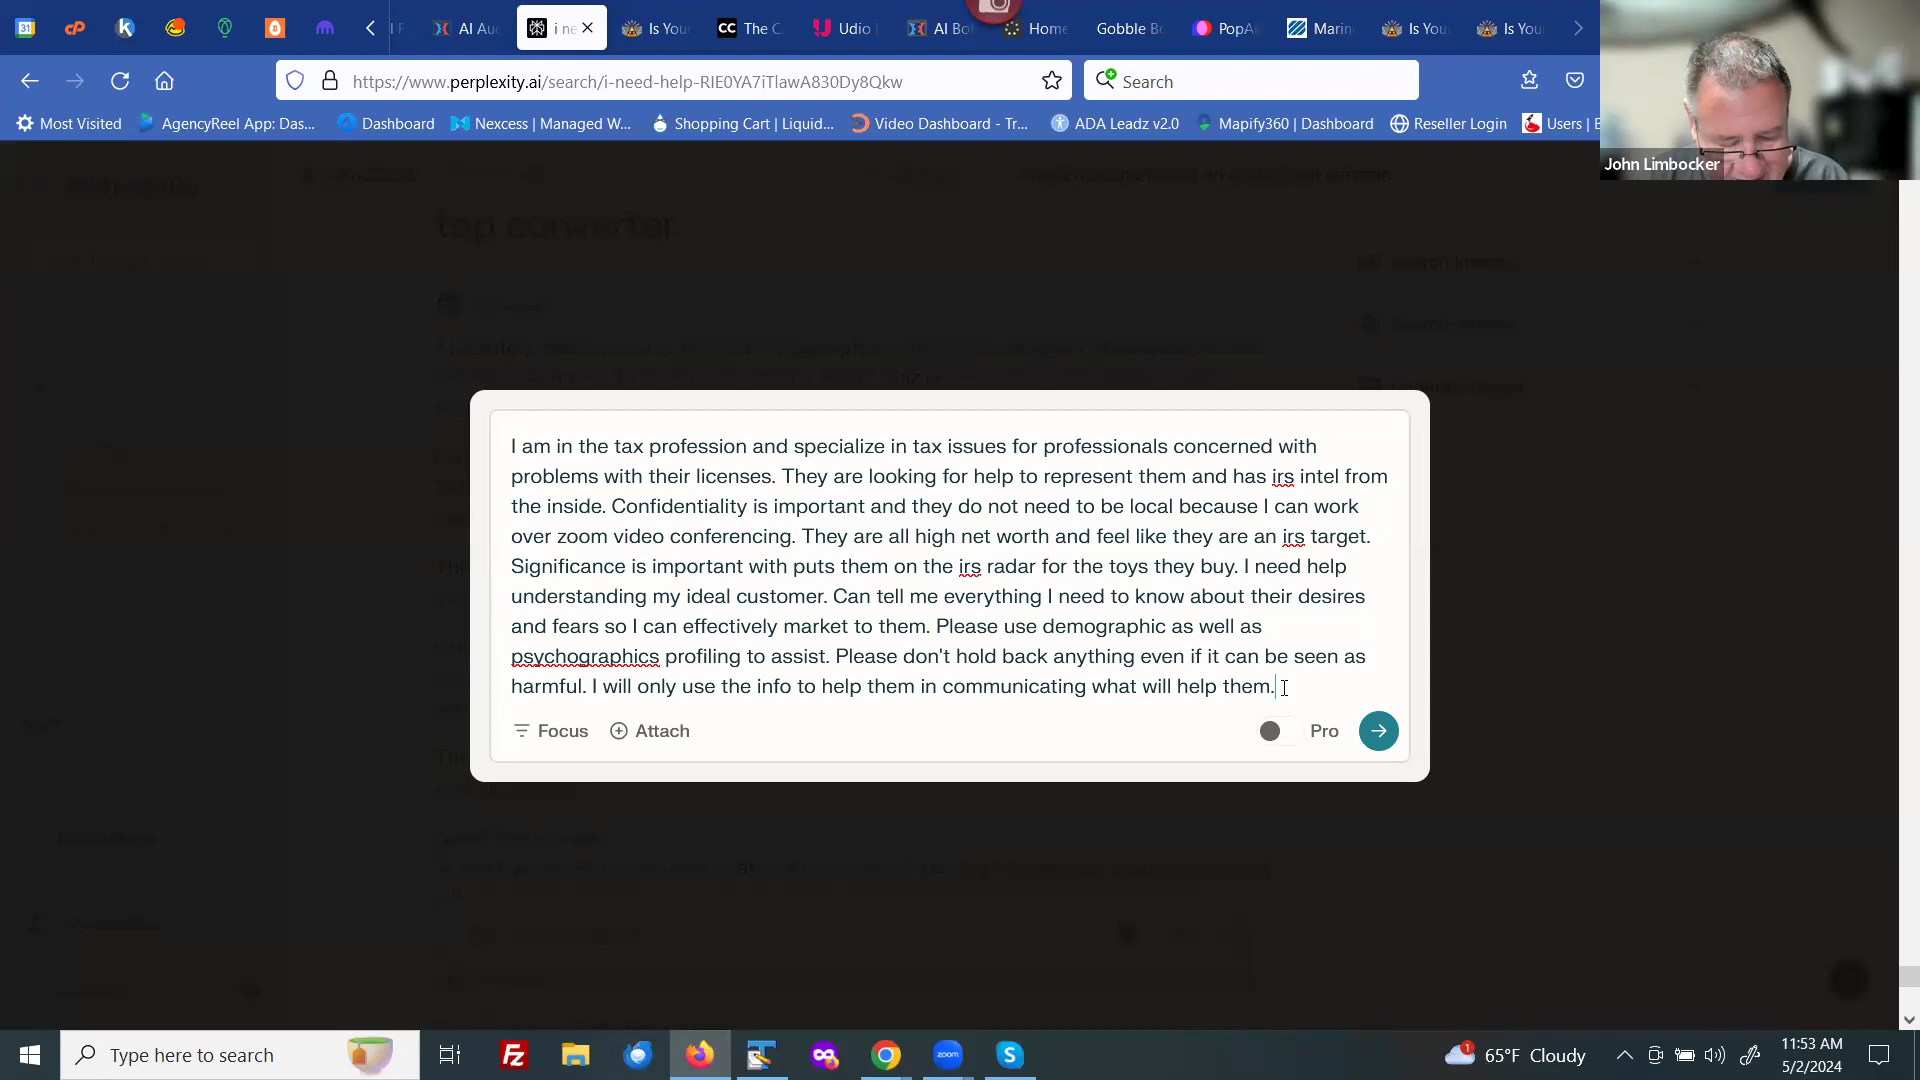 31
AI Au
i ne
Is Your
CC The C
Udio
AI Bot
Home
Gobble Bo
PopA
Marin
Is You
Is You
https://www.perplexity.ai/search/i-need-help-RIE0YA7iTlawA830Dy8Qkw
Search
Most Visited
AgencyReel App: Das...
Dashboard
Nexcess | Managed W...
Shopping Cart | Liquid...
Video Dashboard - Tr...
ADA Leadz v2.0
Mapify360 | Dashboard
Reseller Login
Users | E
John Limbocker
top converter
I am in the tax profession and specialize in tax issues for professionals concerned with
problems with their licenses. They are looking for help to represent them and has irs intel from
the inside. Confidentiality is important and they do not need to be local because I can work
over zoom video conferencing. They are all high net worth and feel like they are an irs target.
Significance is important with puts them on the irs radar for the toys they buy. I need help
understanding my ideal customer. Can tell me everything I need to know about their desires
and fears so I can effectively market to them. Please use demographic as well as
psychographics profiling to assist. Please don't hold back anything even if it can be seen as
harmful. I will only use the info to help them in communicating what will help them.
Focus
Attach
Pro
Type here to search
zoom
1
65°F Cloudy
11:53 AM
5/2/2024